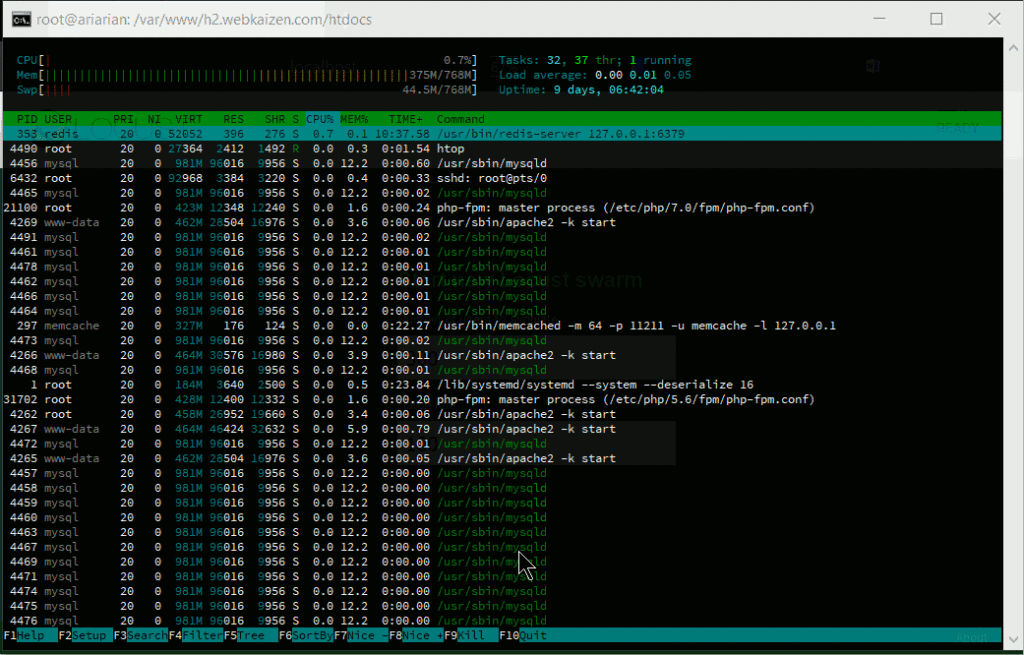 root@ariarian: /var/www/h2.webkaizen.com/htdocs
CPU[| 0.7%] Tasks: 32, 37 thr; 1 running
Mem[||||||||||||||||||||||||||||||||||||||||||||||||||||||375M/768M] Load average: 0.00 0.01 0.05
Swp[|||| 44.5M/768M] Uptime: 9 days, 06:42:04
PID USER PRI NI VIRT RES SHR S CPU% MEM% TIME+ Command
353 redis 20 0 52052 396 276 S 0.7 0.1 10:37.58 /usr/bin/redis-server 127.0.0.1:6379
4490 root 20 0 27364 2412 1492 R 0.0 0.3 0:01.54 htop
4456 mysql 20 0 981M 96016 9956 S 0.0 12.2 0:00.60 /usr/sbin/mysqld
6432 root 20 0 92968 3384 3220 S 0.0 0.4 0:00.33 sshd: root@pts/0
4465 mysql 20 0 981M 96016 9956 S 0.0 12.2 0:00.02 /usr/sbin/mysqld
21100 root 20 0 423M 12348 12240 S 0.0 1.6 0:00.24 php-fpm: master process (/etc/php/7.0/fpm/php-fpm.conf)
4269 www-data 20 0 462M 28504 16976 S 0.0 3.6 0:00.06 /usr/sbin/apache2 -k start
4491 mysql 20 0 981M 96016 9956 S 0.0 12.2 0:00.02 /usr/sbin/mysqld
4461 mysql 20 0 981M 96016 9956 S 0.0 12.2 0:00.01 /usr/sbin/mysqld
4478 mysql 20 0 981M 96016 9956 S 0.0 12.2 0:00.01 /usr/sbin/mysqld
4462 mysql 20 0 981M 96016 9956 S 0.0 12.2 0:00.01 /usr/sbin/mysqld
4466 mysql 20 0 981M 96016 9956 S 0.0 12.2 0:00.01 /usr/sbin/mysqld
4464 mysql 20 0 981M 96016 9956 S 0.0 12.2 0:00.01 /usr/sbin/mysqld
297 memcache 20 0 327M 176 124 S 0.0 0.0 0:22.27 /usr/bin/memcached -m 64 -p 11211 -u memcache -l 127.0.0.1
4473 mysql 20 0 981M 96016 9956 S 0.0 12.2 0:00.02 /usr/sbin/mysqld
4266 www-data 20 0 464M 30576 16980 S 0.0 3.9 0:00.11 /usr/sbin/apache2 -k start
4468 mysql 20 0 981M 96016 9956 S 0.0 12.2 0:00.01 /usr/sbin/mysqld
1 root 20 0 184M 3640 2500 S 0.0 0.5 0:23.84 /lib/systemd/systemd --system --deserialize 16
31702 root 20 0 428M 12400 12332 S 0.0 1.6 0:00.20 php-fpm: master process (/etc/php/5.6/fpm/php-fpm.conf)
4262 root 20 0 458M 26952 19660 S 0.0 3.4 0:00.06 /usr/sbin/apache2 -k start
4267 www-data 20 0 464M 46424 32632 S 0.0 5.9 0:00.79 /usr/sbin/apache2 -k start
4472 mysql 20 0 981M 96016 9956 S 0.0 12.2 0:00.01 /usr/sbin/mysqld
4265 www-data 20 0 462M 28504 16976 S 0.0 3.6 0:00.05 /usr/sbin/apache2 -k start
4457 mysql 20 0 981M 96016 9956 S 0.0 12.2 0:00.00 /usr/sbin/mysqld
4458 mysql 20 0 981M 96016 9956 S 0.0 12.2 0:00.00 /usr/sbin/mysqld
4459 mysql 20 0 981M 96016 9956 S 0.0 12.2 0:00.00 /usr/sbin/mysqld
4460 mysql 20 0 981M 96016 9956 S 0.0 12.2 0:00.00 /usr/sbin/mysqld
4463 mysql 20 0 981M 96016 9956 S 0.0 12.2 0:00.00 /usr/sbin/mysqld
4467 mysql 20 0 981M 96016 9956 S 0.0 12.2 0:00.00 /usr/sbin/mysqld
4469 mysql 20 0 981M 96016 9956 S 0.0 12.2 0:00.00 /usr/sbin/mysqld
4471 mysql 20 0 981M 96016 9956 S 0.0 12.2 0:00.00 /usr/sbin/mysqld
4474 mysql 20 0 981M 96016 9956 S 0.0 12.2 0:00.00 /usr/sbin/mysqld
4475 mysql 20 0 981M 96016 9956 S 0.0 12.2 0:00.00 /usr/sbin/mysqld
4476 mysql 20 0 981M 96016 9956 S 0.0 12.2 0:00.00 /usr/sbin/mysqld
F1Help F2Setup F3SearchF4FilterF5Tree F6SortByF7Nice -F8Nice +F9Kill F10Quit About